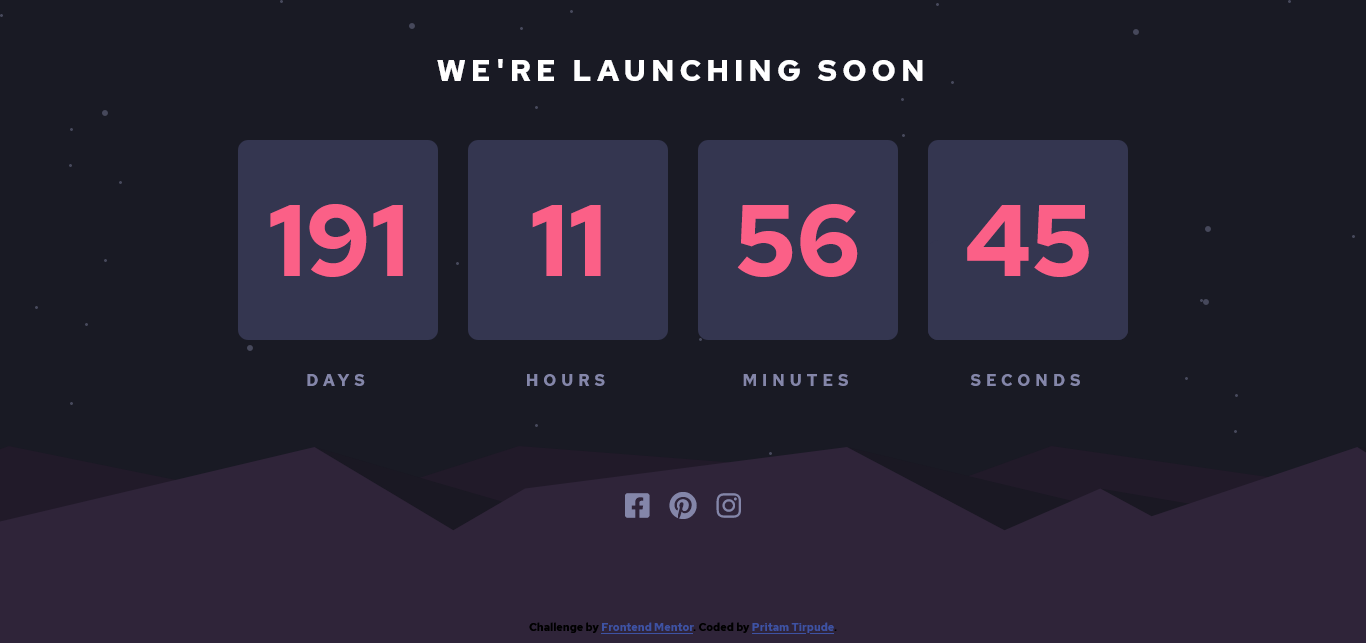 WE'RE LAUNCHING SOON
191 11 56 45
DAYS HOURS MINUTES SECONDS
Challenge by Frontend Mentor. Coded by Pritam Tirpude.